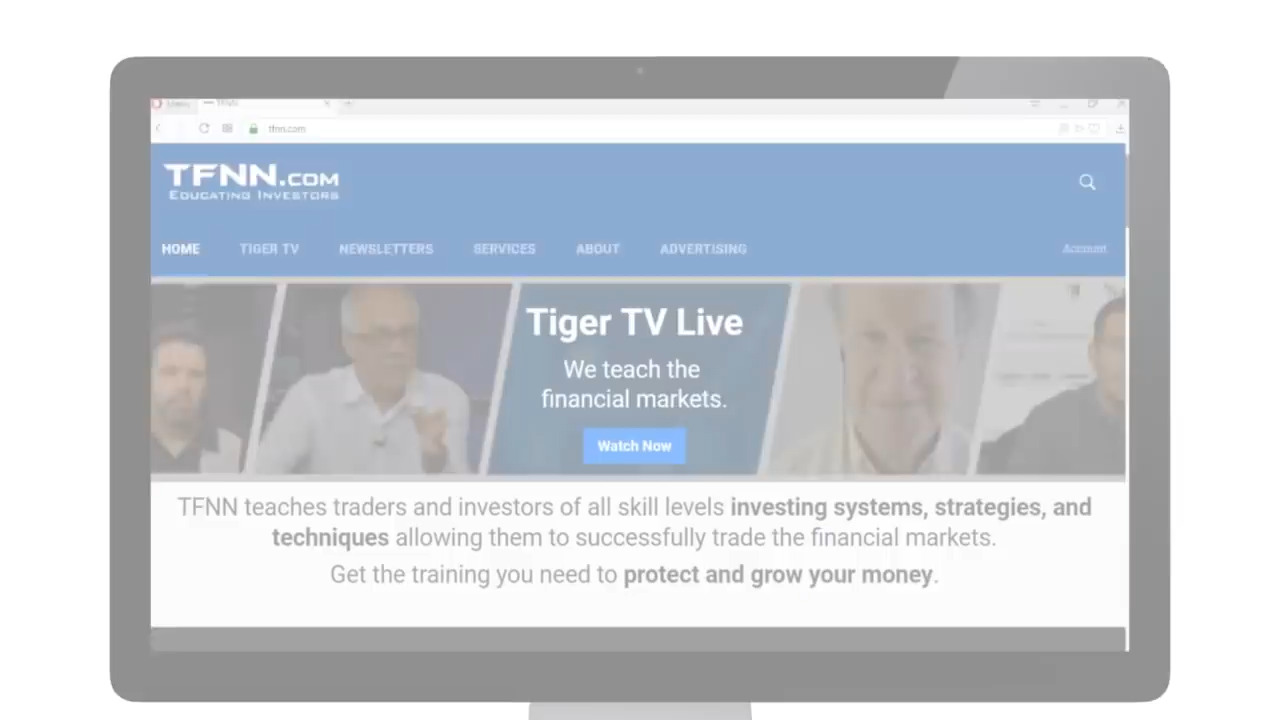 Menu
TFNN
tfnn.com
TFNN.COM
EDUCATING INVESTORS
HOME TIGER TV NEWSLETTERS SERVICES ABOUT ADVERTISING Account
Tiger TV Live
We teach the
financial markets.
Watch Now
TFNN teaches traders and investors of all skill levels investing systems, strategies, and
techniques allowing them to successfully trade the financial markets.
Get the training you need to protect and grow your money.